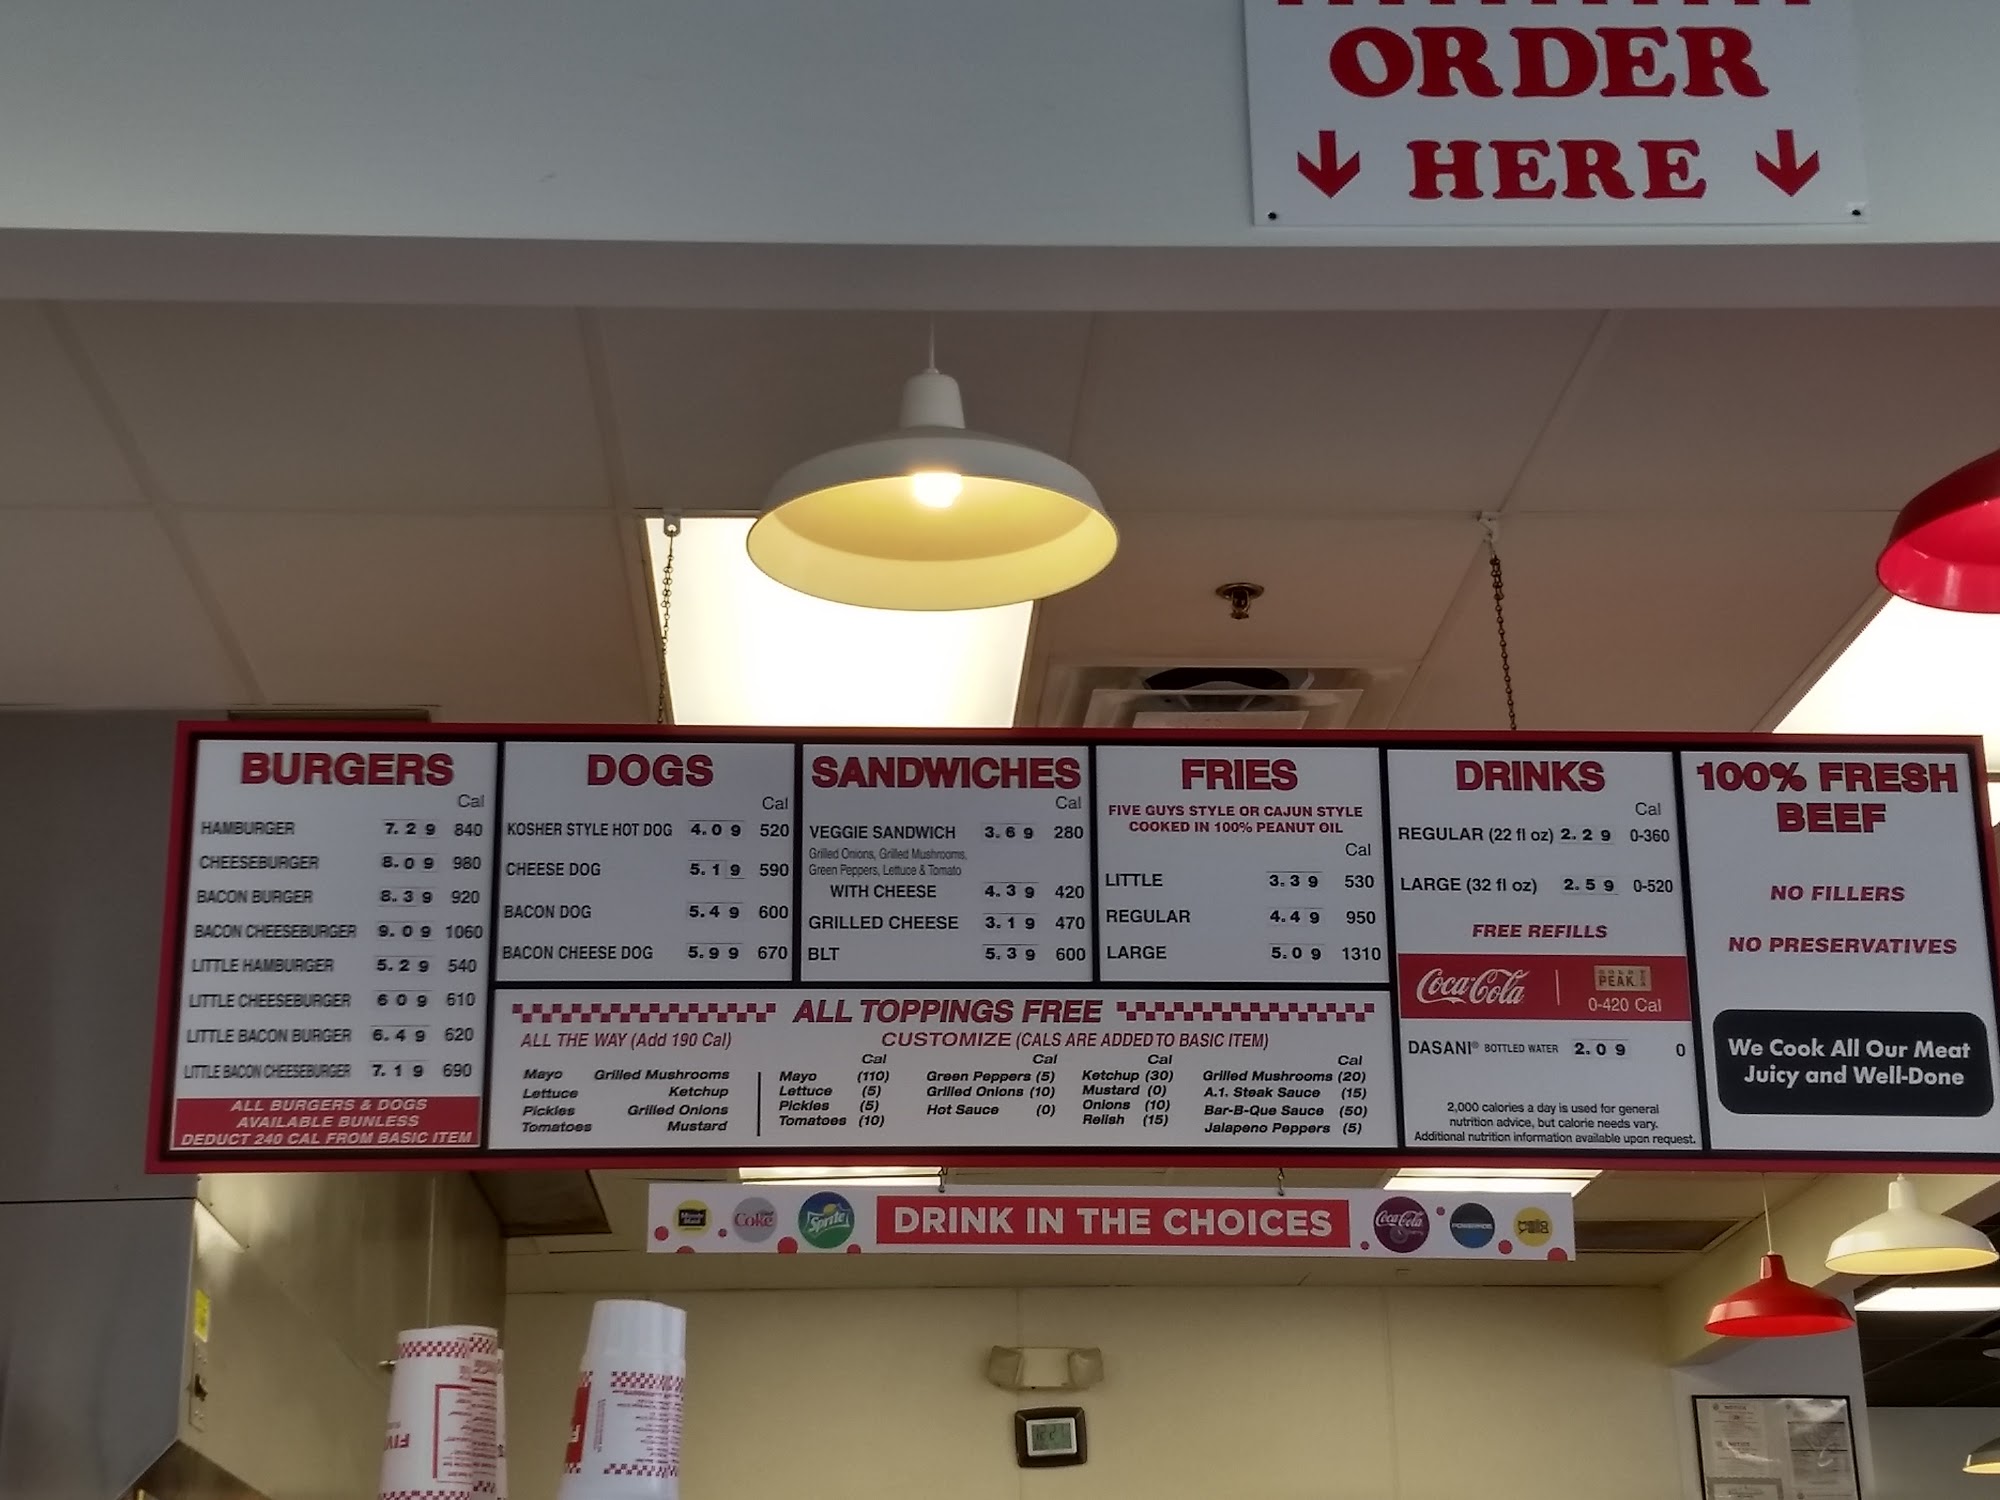 ORDER
HERE
BURGERS
Cal
HAMBURGER 7.29 840
CHEESEBURGER 8.09 980
BACON BURGER 8.39 920
BACON CHEESEBURGER 9.09 1060
LITTLE HAMBURGER 5.29 540
LITTLE CHEESEBURGER 6 09 610
LITTLE BACON BURGER 6.49 620
LITTLE BACON CHEESEBURGER 7.19 690
ALL BURGERS & DOGS
AVAILABLE BUNLESS
DEDUCT 240 CAL FROM BASIC ITEM
DOGS
Cal
KOSHER STYLE HOT DOG 4.09 520
CHEESE DOG 5.19 590
BACON DOG 5.49 600
BACON CHEESE DOG 5.99 670
SANDWICHES
Cal
VEGGIE SANDWICH 3.69 280
Grilled Onions, Grilled Mushrooms,
Green Peppers, Lettuce & Tomato
WITH CHEESE 4.39 420
GRILLED CHEESE 3.19 470
BLT 5.39 600
FRIES
FIVE GUYS STYLE OR CAJUN STYLE
COOKED IN 100% PEANUT OIL
Cal
LITTLE 3.39 530
REGULAR 4.49 950
LARGE 5.09 1310
ALL TOPPINGS FREE
ALL THE WAY (Add 190 Cal)
Mayo Grilled Mushrooms
Lettuce Ketchup
Pickles Grilled Onions
Tomatoes Mustard
CUSTOMIZE (CALS ARE ADDED TO BASIC ITEM)
Cal Cal Cal Cal
Mayo (110) Green Peppers (5) Ketchup (30) Grilled Mushrooms (20)
Lettuce (5) Grilled Onions (10) Mustard (0) A.1. Steak Sauce (15)
Pickles (5) Hot Sauce (0) Onions (10) Bar-B-Que Sauce (50)
Tomatoes (10) Relish (15) Jalapeno Peppers (5)
DRINKS
Cal
REGULAR (22 fl oz) 2.29 0-360
LARGE (32 fl oz) 2.59 0-520
FREE REFILLS
Coca-Cola GOLD PEAK
0-420 Cal
DASANI® BOTTLED WATER 2.09 0
2,000 calories a day is used for general
nutrition advice, but calorie needs vary.
Additional nutrition information available upon request.
100% FRESH
BEEF
NO FILLERS
NO PRESERVATIVES
We Cook All Our Meat
Juicy and Well-Done
Minute Maid Diet Coke Sprite DRINK IN THE CHOICES Coca-Cola POWERADE mello yello
FIV
12:27
NOTICE